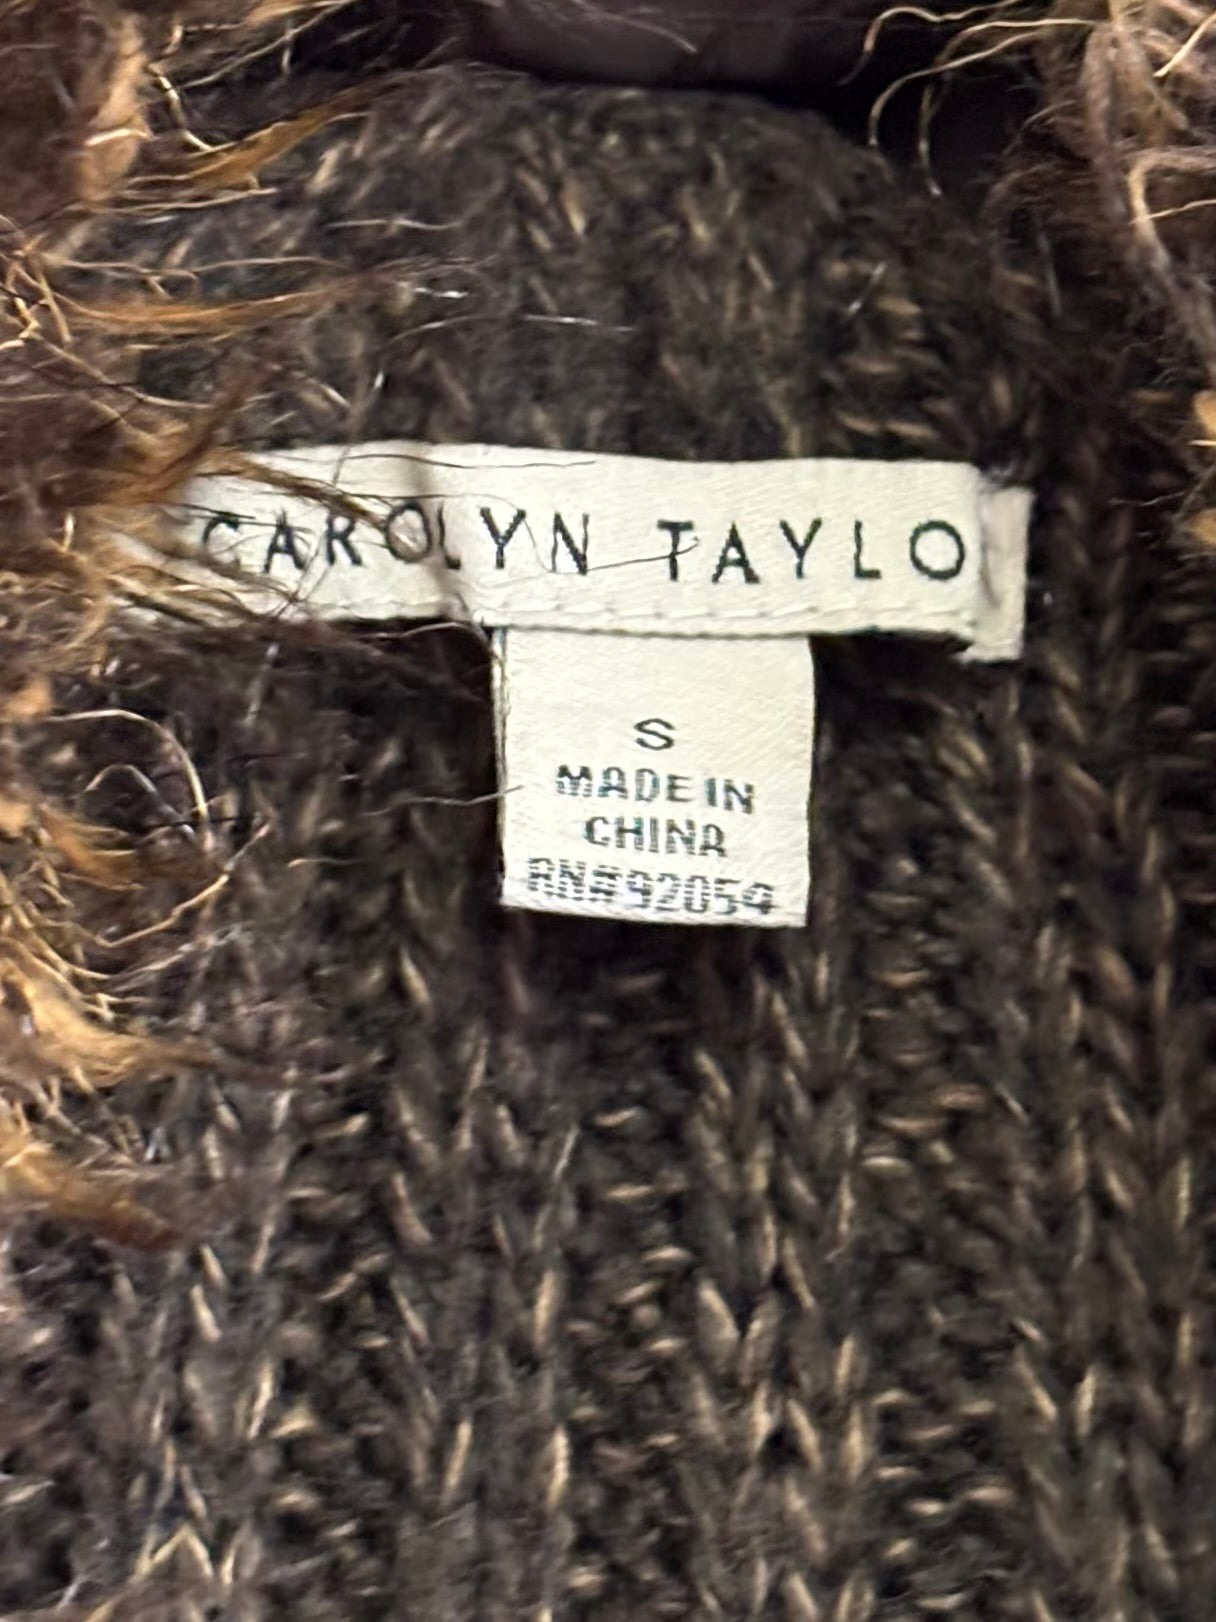 CAROLYN TAYLO
S
MADE IN
CHINA
RN#92054